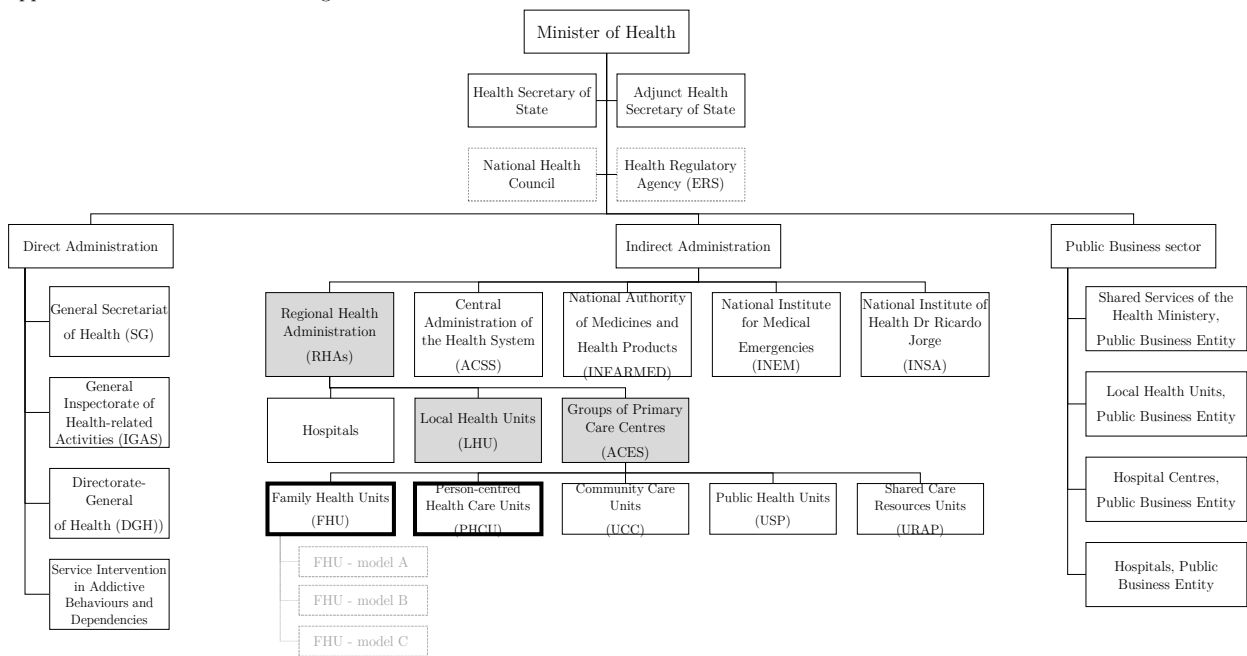 Minister of Health
Health Secretary of
State
Adjunct Health
Secretary of State
National Health
Council
Health Regulatory
Agency (ERS)
Direct Administration
Indirect Administration
Public Business sector
General Secretariat
of Health (SG)
General
Inspectorate of
Health-related
Activities (IGAS)
Directorate-
General
of Health (DGH))
Service Intervention
in Addictive
Behaviours and
Dependencies
Regional Health
Administration
(RHAs)
Central
Administration of
the Health System
(ACSS)
National Authority
of Medicines and
Health Products
(INFARMED)
National Institute
for Medical
Emergencies
(INEM)
National Institute of
Health Dr Ricardo
Jorge
(INSA)
Hospitals
Local Health Units
(LHU)
Groups of Primary
Care Centres
(ACES)
Family Health Units
(FHU)
Person-centred
Health Care Units
(PHCU)
Community Care
Units
(UCC)
Public Health Units
(USP)
Shared Care
Resources Units
(URAP)
FHU - model A
FHU - model B
FHU - model C
Shared Services of the
Health Ministery,
Public Business Entity
Local Health Units,
Public Business Entity
Hospital Centres,
Public Business Entity
Hospitals, Public
Business Entity